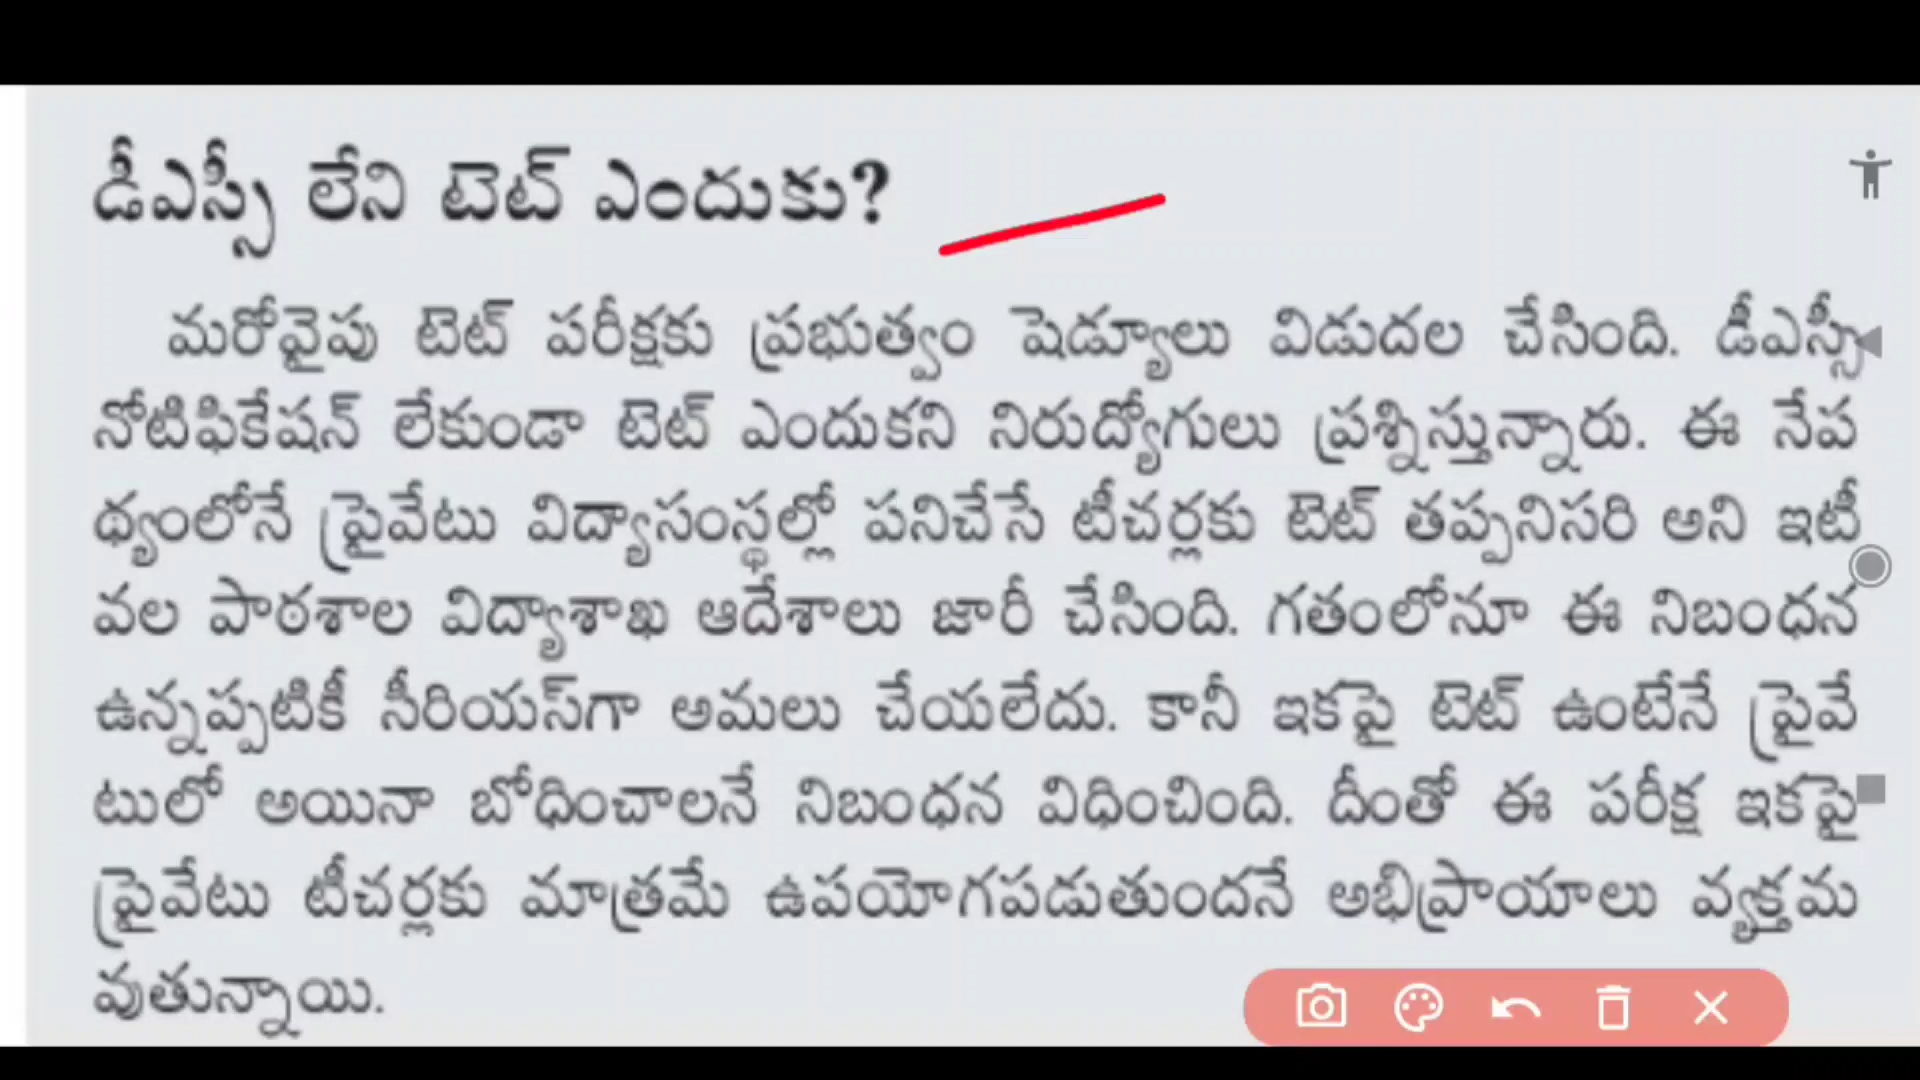 డీఎస్సీ లేని టెట్ ఎందుకు?
మరోవైపు టెట్ పరీక్షకు ప్రభుత్వం షెడ్యూలు విడుదల చేసింది. డీఎస్సీ
నోటిఫికేషన్ లేకుండా టెట్ ఎందుకని నిరుద్యోగులు ప్రశ్నిస్తున్నారు. ఈ నేప
థ్యంలోనే ప్రైవేటు విద్యాసంస్థల్లో పనిచేసే టీచర్లకు టెట్ తప్పనిసరి అని ఇటీ
వల పాఠశాల విద్యాశాఖ ఆదేశాలు జారీ చేసింది. గతంలోనూ ఈ నిబంధన
ఉన్నప్పటికీ సీరియస్‌గా అమలు చేయలేదు. కానీ ఇకపై టెట్ ఉంటేనే ప్రైవే
టులో అయినా బోధించాలనే నిబంధన విధించింది. దీంతో ఈ పరీక్ష ఇకపై
ప్రైవేటు టీచర్లకు మాత్రమే ఉపయోగపడుతుందనే అభిప్రాయాలు వ్యక్తమ
వుతున్నాయి.